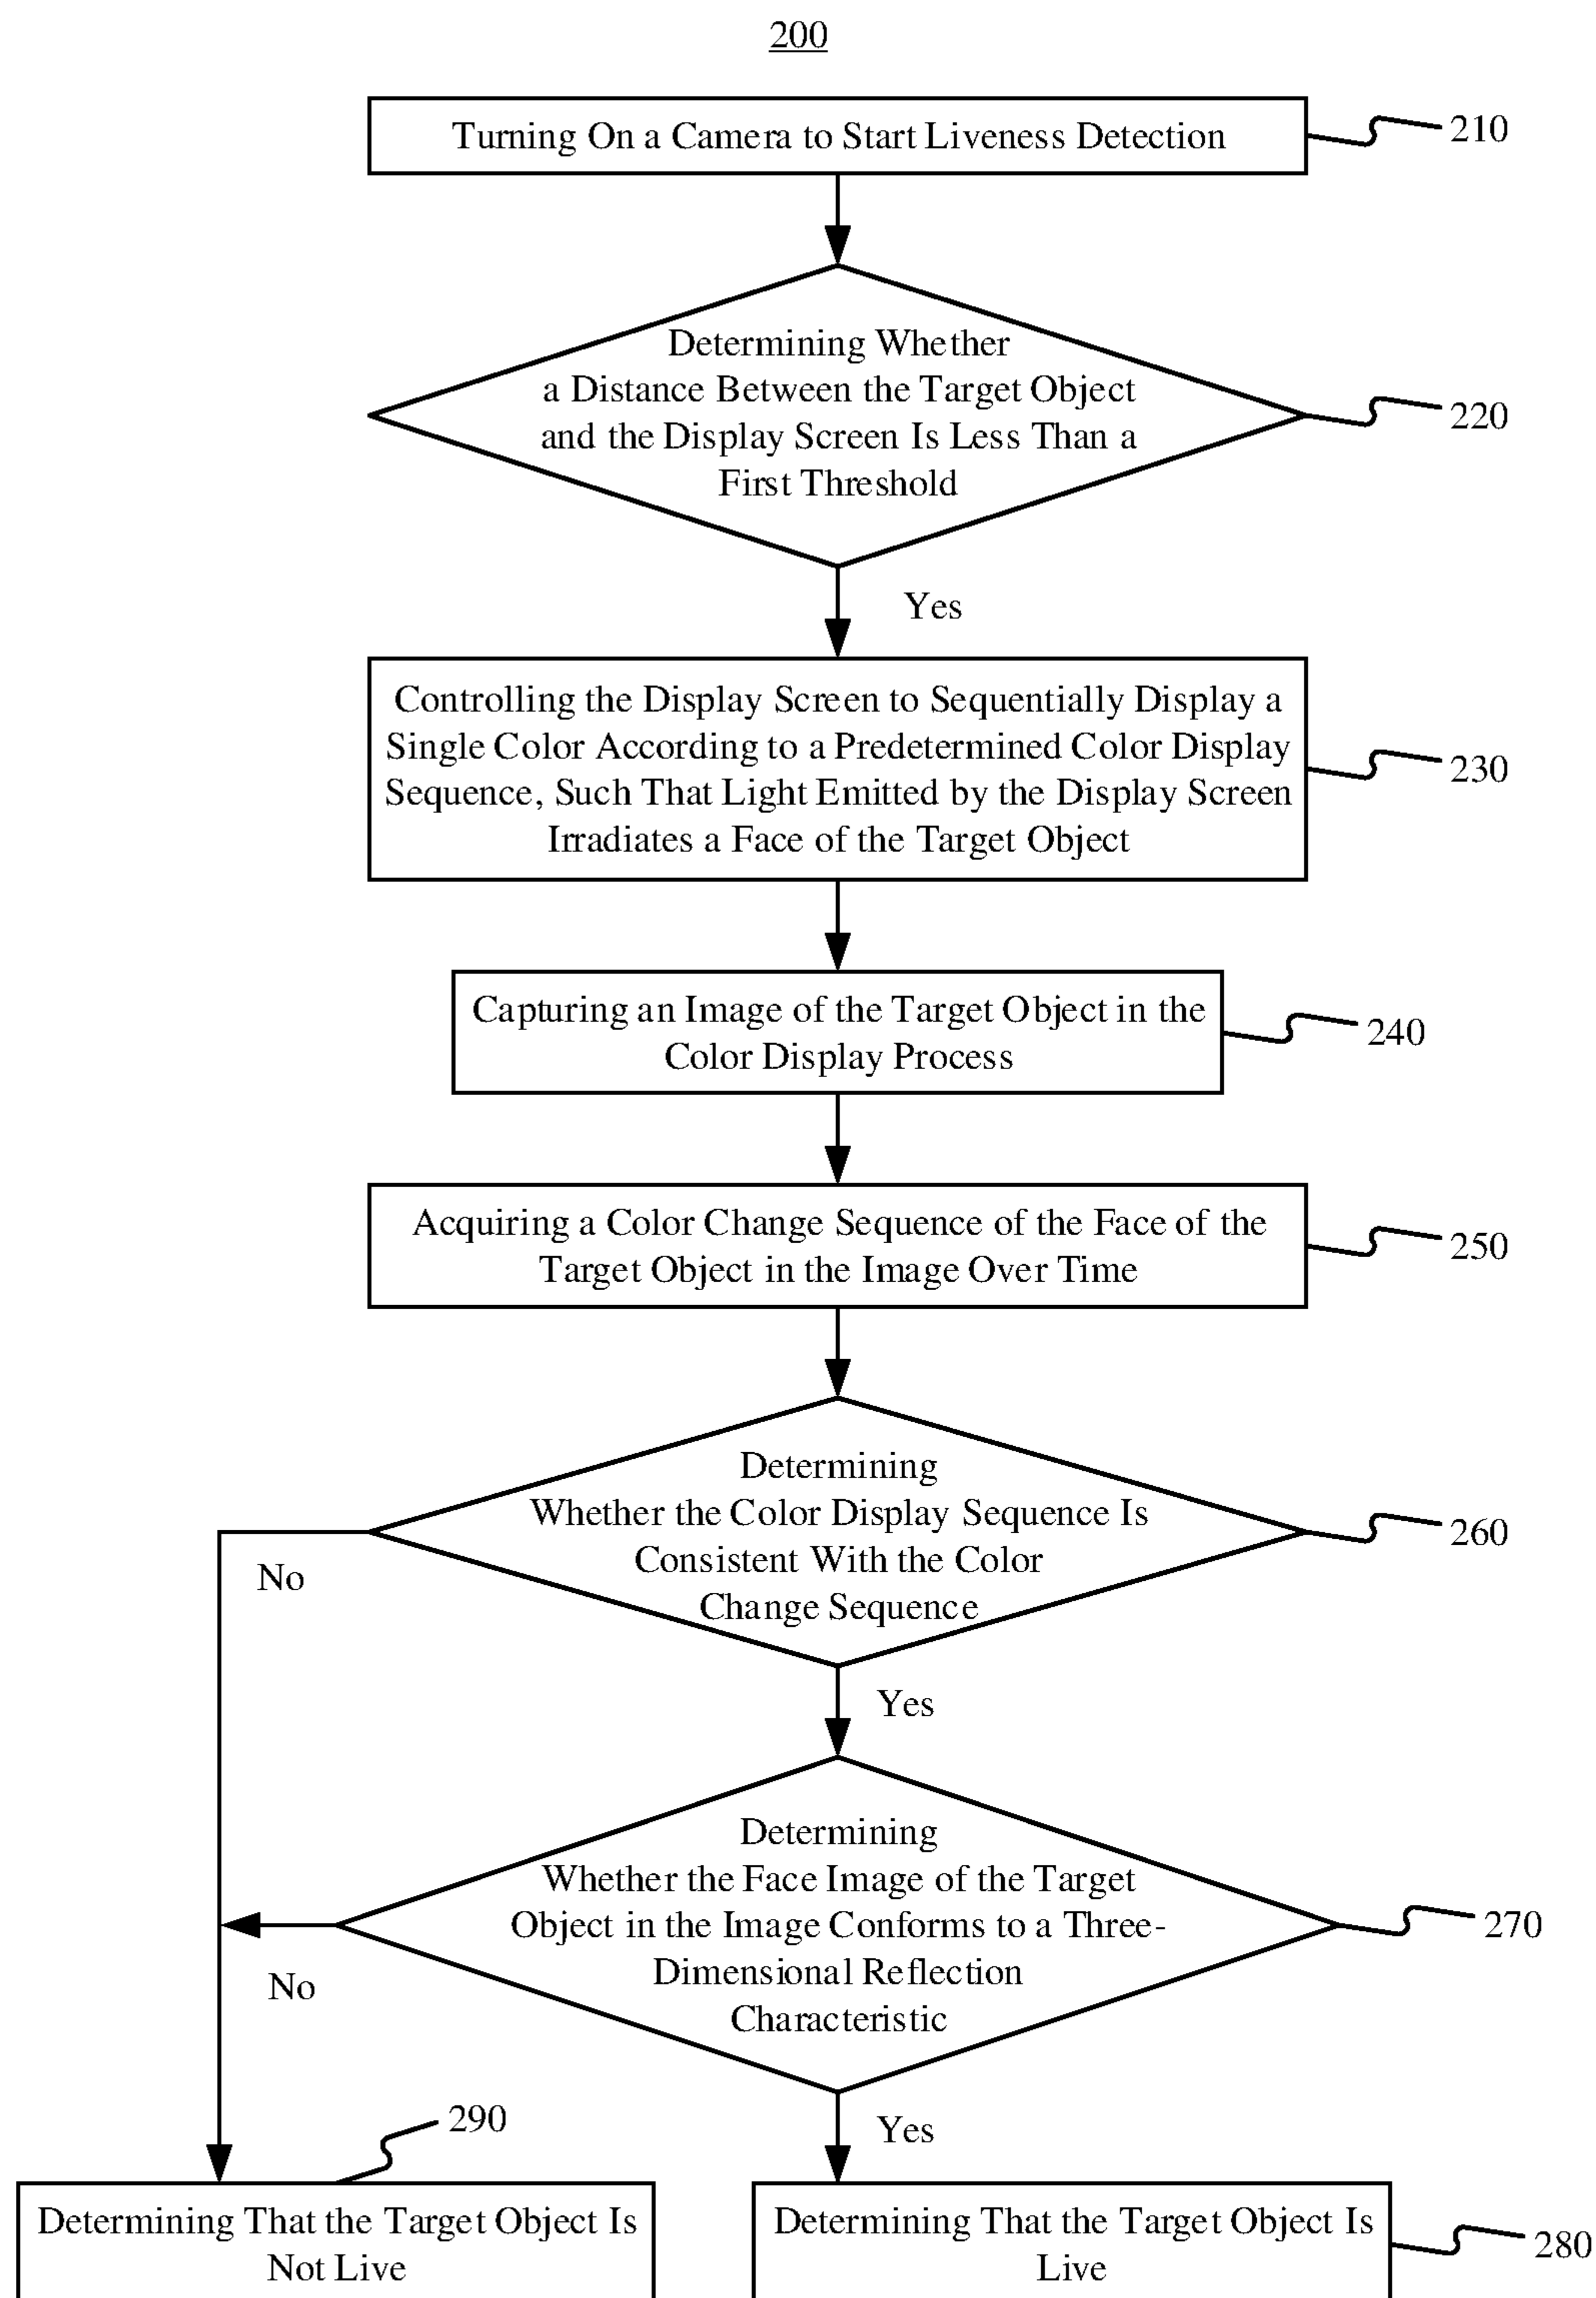 200
Turning On a Camera to Start Liveness Detection
210
Determining Whether
a Distance Between the Target Object
and the Display Screen Is Less Than a
First Threshold
220
Yes
Controlling the Display Screen to Sequentially Display a
Single Color According to a Predetermined Color Display
Sequence, Such That Light Emitted by the Display Screen
Irradiates a Face of the Target Object
230
Capturing an Image of the Target Object in the
Color Display Process
240
Acquiring a Color Change Sequence of the Face of the
Target Object in the Image Over Time
250
Determining
Whether the Color Display Sequence Is
Consistent With the Color
Change Sequence
260
No
Yes
Determining
Whether the Face Image of the Target
Object in the Image Conforms to a Three-
Dimensional Reflection
Characteristic
270
No
Yes
290
Determining That the Target Object Is
Not Live
Determining That the Target Object Is
Live
280